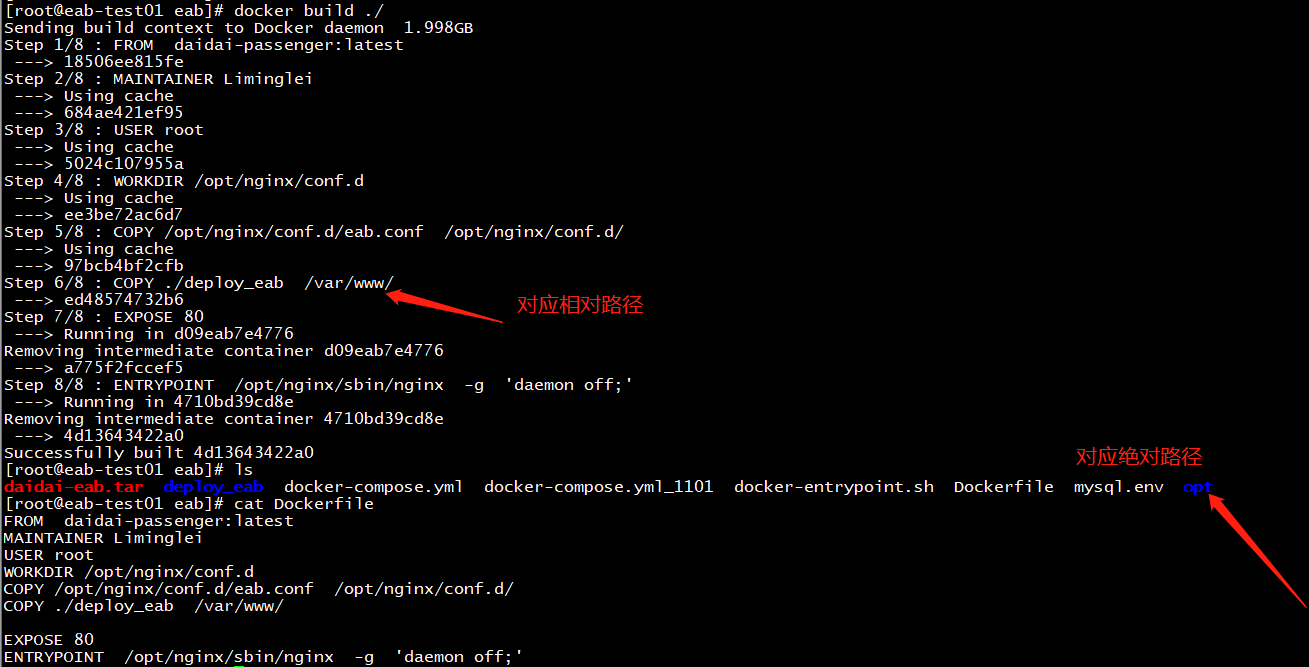 [root@eab-test01 eab]# docker build ./
Sending build context to Docker daemon  1.998GB
Step 1/8 : FROM  daidai-passenger:latest
 ---> 18506ee815fe
Step 2/8 : MAINTAINER Liminglei
 ---> Using cache
 ---> 684ae421ef95
Step 3/8 : USER root
 ---> Using cache
 ---> 5024c107955a
Step 4/8 : WORKDIR /opt/nginx/conf.d
 ---> Using cache
 ---> ee3be72ac6d7
Step 5/8 : COPY /opt/nginx/conf.d/eab.conf  /opt/nginx/conf.d/
 ---> Using cache
 ---> 97bcb4bf2cfb
Step 6/8 : COPY ./deploy_eab  /var/www/
 ---> ed48574732b6
对应相对路径
Step 7/8 : EXPOSE 80
 ---> Running in d09eab7e4776
Removing intermediate container d09eab7e4776
 ---> a775f2fccef5
Step 8/8 : ENTRYPOINT  /opt/nginx/sbin/nginx  -g  'daemon off;'
 ---> Running in 4710bd39cd8e
Removing intermediate container 4710bd39cd8e
 ---> 4d13643422a0
Successfully built 4d13643422a0
对应绝对路径
[root@eab-test01 eab]# ls
daidai-eab.tar  deploy_eab  docker-compose.yml  docker-compose.yml_1101  docker-entrypoint.sh  Dockerfile  mysql.env  opt
[root@eab-test01 eab]# cat Dockerfile
FROM  daidai-passenger:latest
MAINTAINER Liminglei
USER root
WORKDIR /opt/nginx/conf.d
COPY /opt/nginx/conf.d/eab.conf  /opt/nginx/conf.d/
COPY ./deploy_eab  /var/www/
EXPOSE 80
ENTRYPOINT  /opt/nginx/sbin/nginx  -g  'daemon off;'